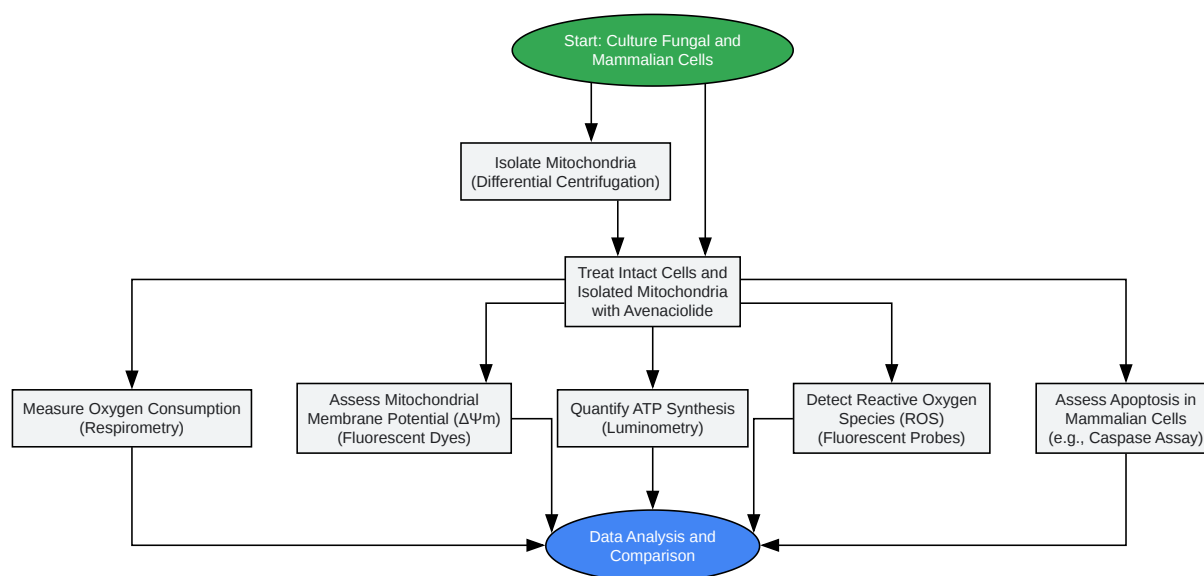 Start: Culture Fungal and
Mammalian Cells
Isolate Mitochondria
(Differential Centrifugation)
Treat Intact Cells and
Isolated Mitochondria
with Avenaciolide
Measure Oxygen Consumption
(Respirometry)
Assess Mitochondrial
Membrane Potential (ΔΨm)
(Fluorescent Dyes)
Quantify ATP Synthesis
(Luminometry)
Detect Reactive Oxygen
Species (ROS)
(Fluorescent Probes)
Assess Apoptosis in
Mammalian Cells
(e.g., Caspase Assay)
Data Analysis and
Comparison